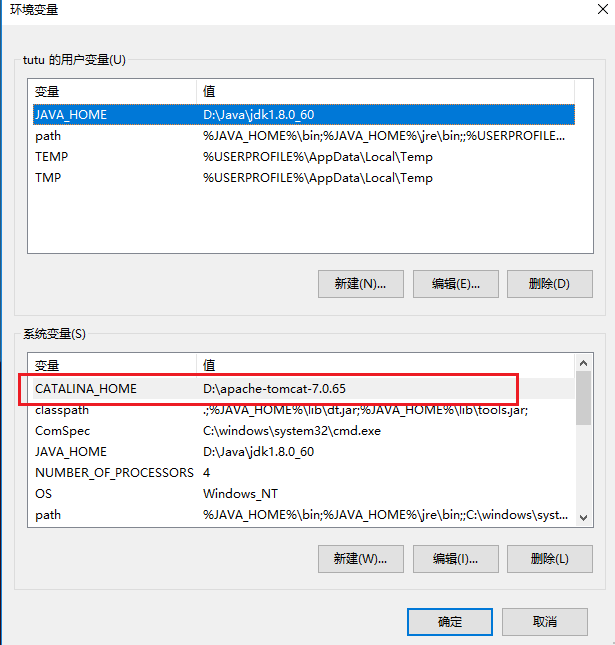 环境变量
tutu 的用户变量(U)
变量 值
JAVA_HOME D:\Java\jdk1.8.0_60
path %JAVA_HOME%\bin;%JAVA_HOME%\jre\bin;;%USERPROFILE...
TEMP %USERPROFILE%\AppData\Local\Temp
TMP %USERPROFILE%\AppData\Local\Temp
新建(N)... 编辑(E)... 删除(D)
系统变量(S)
变量 值
CATALINA_HOME D:\apache-tomcat-7.0.65
classpath .;%JAVA_HOME%\lib\dt.jar;%JAVA_HOME%\lib\tools.jar;
ComSpec C:\windows\system32\cmd.exe
JAVA_HOME D:\Java\jdk1.8.0_60
NUMBER_OF_PROCESSORS 4
OS Windows_NT
path %JAVA_HOME%\bin;%JAVA_HOME%\jre\bin;;C:\windows\syst...
新建(W)... 编辑(I)... 删除(L)
确定 取消